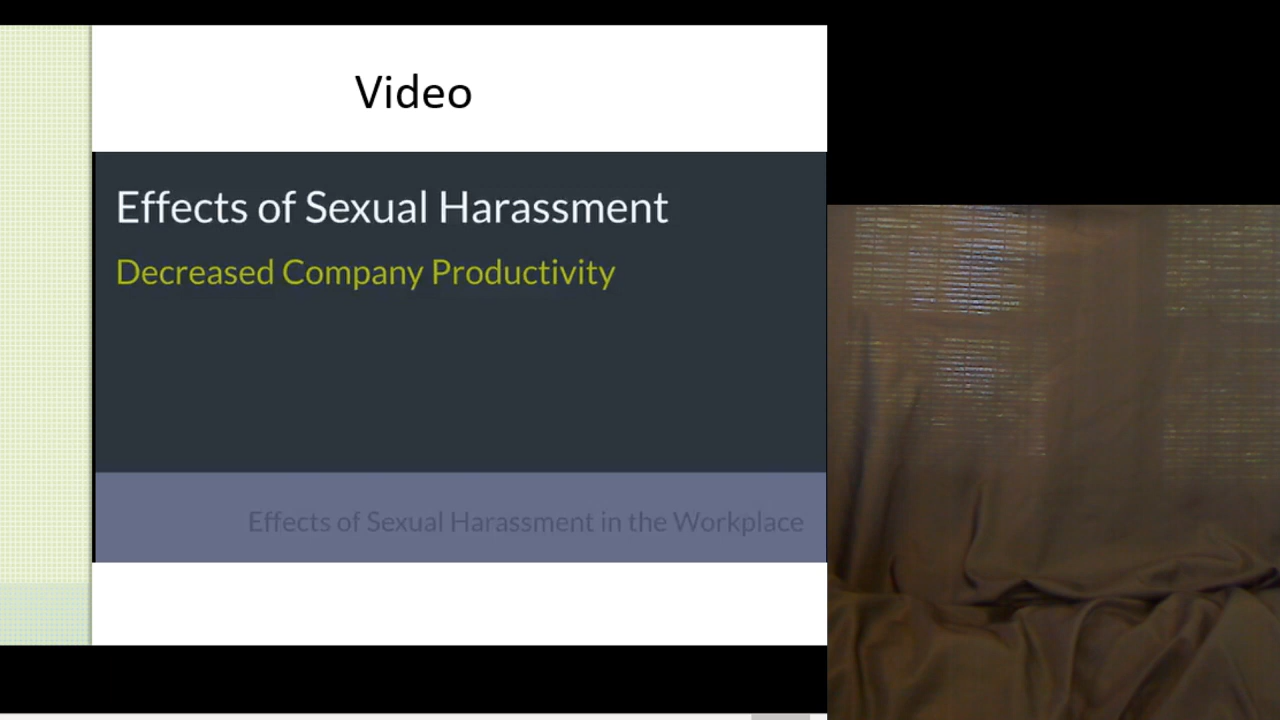 Video
Effects of Sexual Harassment
Decreased Company Productivity
Effects of Sexual Harassment in the Workplace